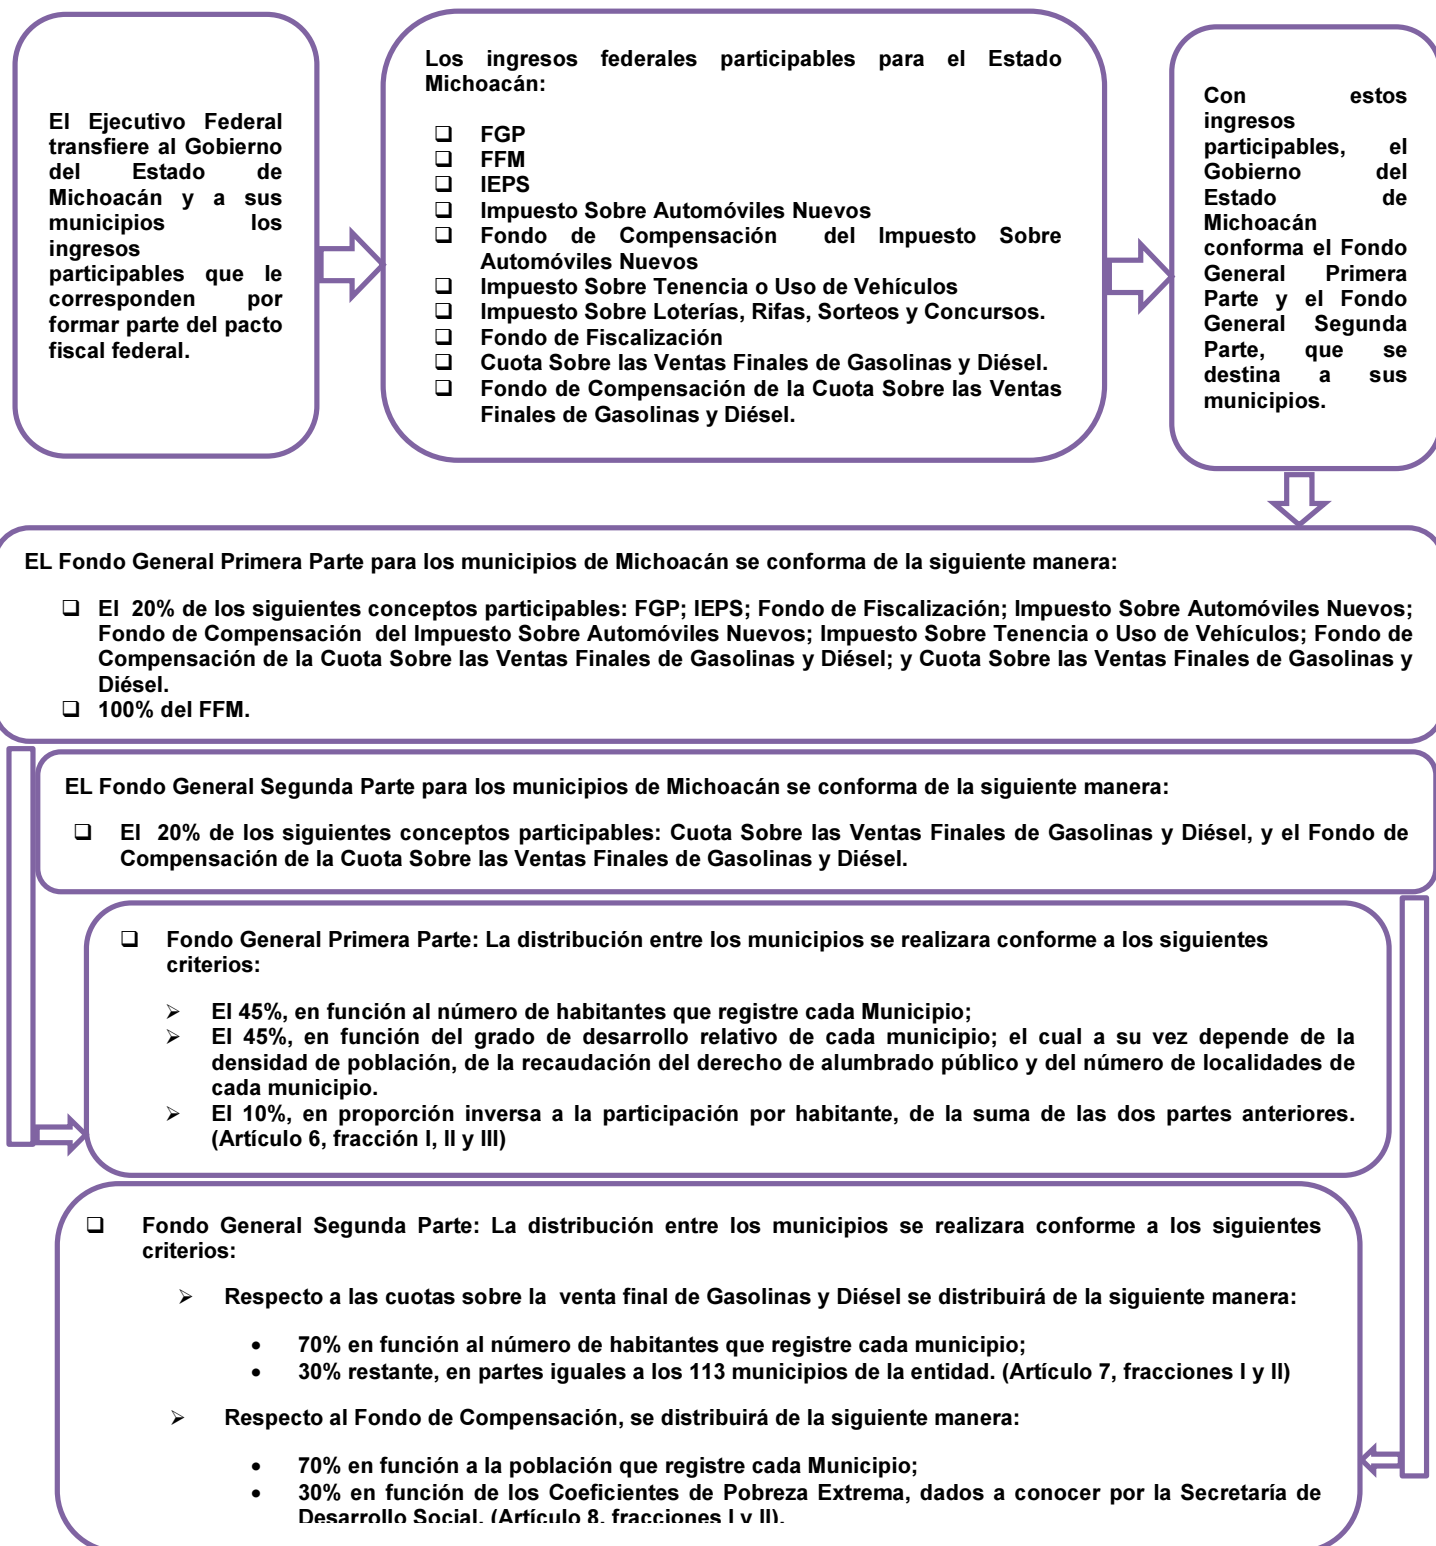 El Ejecutivo Federal
transfiere al Gobierno
del Estado de
Michoacán y a sus
municipios los
ingresos
participables que le
corresponden por
formar parte del pacto
fiscal federal.
Los ingresos federales participables para el Estado
Michoacán:
❑ FGP
❑ FFM
❑ IEPS
❑ Impuesto Sobre Automóviles Nuevos
❑ Fondo de Compensación del Impuesto Sobre
Automóviles Nuevos
❑ Impuesto Sobre Tenencia o Uso de Vehículos
❑ Impuesto Sobre Loterías, Rifas, Sorteos y Concursos.
❑ Fondo de Fiscalización
❑ Cuota Sobre las Ventas Finales de Gasolinas y Diésel.
❑ Fondo de Compensación de la Cuota Sobre las Ventas
Finales de Gasolinas y Diésel.
Con estos
ingresos
participables, el
Gobierno del
Estado de
Michoacán
conforma el Fondo
General Primera
Parte y el Fondo
General Segunda
Parte, que se
destina a sus
municipios.
EL Fondo General Primera Parte para los municipios de Michoacán se conforma de la siguiente manera:
❑ El 20% de los siguientes conceptos participables: FGP; IEPS; Fondo de Fiscalización; Impuesto Sobre Automóviles Nuevos;
Fondo de Compensación del Impuesto Sobre Automóviles Nuevos; Impuesto Sobre Tenencia o Uso de Vehículos; Fondo de
Compensación de la Cuota Sobre las Ventas Finales de Gasolinas y Diésel; y Cuota Sobre las Ventas Finales de Gasolinas y
Diésel.
❑ 100% del FFM.
EL Fondo General Segunda Parte para los municipios de Michoacán se conforma de la siguiente manera:
❑ El 20% de los siguientes conceptos participables: Cuota Sobre las Ventas Finales de Gasolinas y Diésel, y el Fondo de
Compensación de la Cuota Sobre las Ventas Finales de Gasolinas y Diésel.
❑ Fondo General Primera Parte: La distribución entre los municipios se realizara conforme a los siguientes
criterios:
➢ El 45%, en función al número de habitantes que registre cada Municipio;
➢ El 45%, en función del grado de desarrollo relativo de cada municipio; el cual a su vez depende de la
densidad de población, de la recaudación del derecho de alumbrado público y del número de localidades de
cada municipio.
➢ El 10%, en proporción inversa a la participación por habitante, de la suma de las dos partes anteriores.
(Artículo 6, fracción I, II y III)
❑ Fondo General Segunda Parte: La distribución entre los municipios se realizara conforme a los siguientes
criterios:
➢ Respecto a las cuotas sobre la venta final de Gasolinas y Diésel se distribuirá de la siguiente manera:
• 70% en función al número de habitantes que registre cada municipio;
• 30% restante, en partes iguales a los 113 municipios de la entidad. (Artículo 7, fracciones I y II)
➢ Respecto al Fondo de Compensación, se distribuirá de la siguiente manera:
• 70% en función a la población que registre cada Municipio;
• 30% en función de los Coeficientes de Pobreza Extrema, dados a conocer por la Secretaría de
Desarrollo Social. (Artículo 8, fracciones I y II).